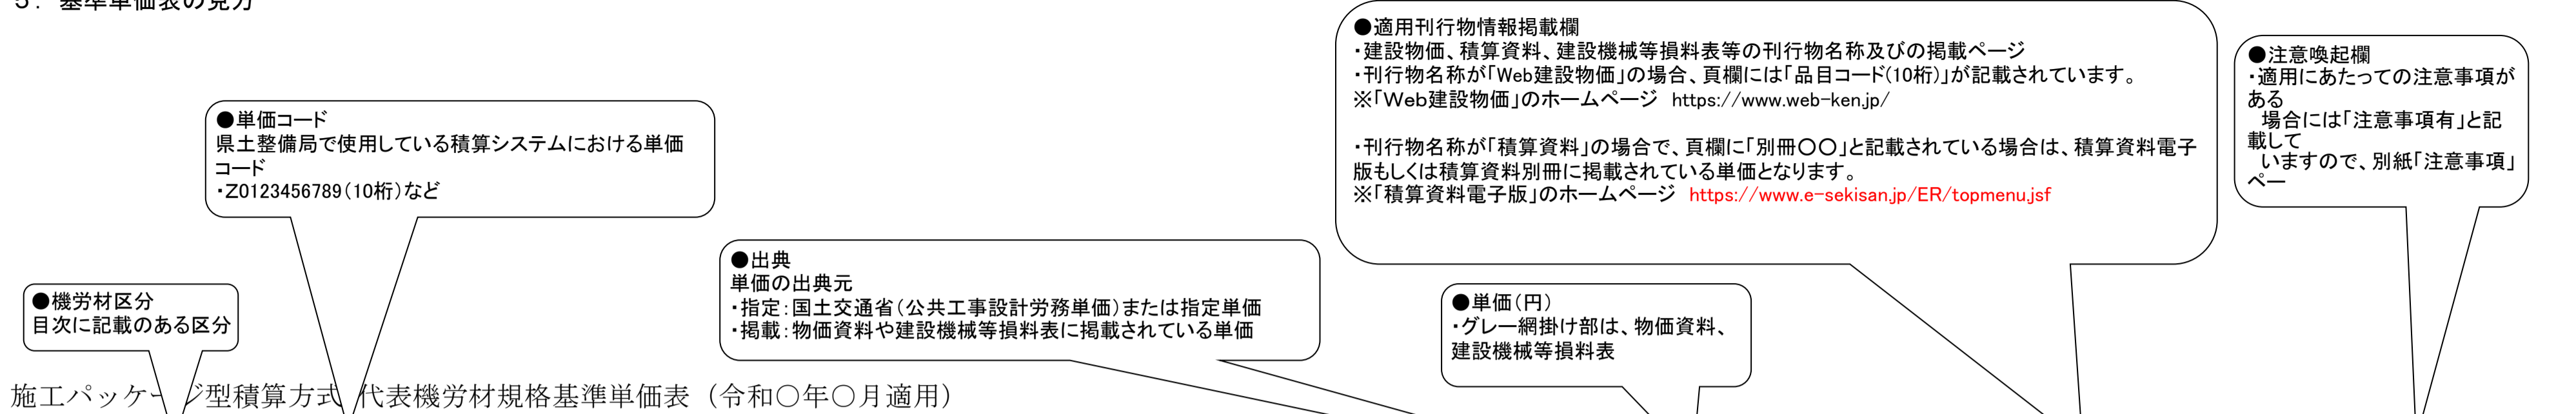 ５．基準単価表の見方
●適用刊行物情報掲載欄
・建設物価、積算資料、建設機械等損料表等の刊行物名称及びの掲載ページ
・刊行物名称が「Web建設物価」の場合、頁欄には「品目コード(10桁)」が記載されています。
※「Ｗeb建設物価」のホームページ　https://www.web-ken.jp/
・刊行物名称が「積算資料」の場合で、頁欄に「別冊〇〇」と記載されている場合は、積算資料電子
版もしくは積算資料別冊に掲載されている単価となります。
※「積算資料電子版」のホームページ　https://www.e-sekisan.jp/ER/topmenu.jsf
●注意喚起欄
・適用にあたっての注意事項が
ある
場合には「注意事項有」と記
載して
いますので、別紙「注意事項」
ペー
●単価コード
県土整備局で使用している積算システムにおける単価
コード
・Z0123456789（10桁）など
●出典
単価の出典元
・指定：国土交通省（公共工事設計労務単価）または指定単価
・掲載：物価資料や建設機械等損料表に掲載されている単価
●機労材区分
目次に記載のある区分
●単価（円）
・グレー網掛け部は、物価資料、
建設機械等損料表
施工パッケージ型積算方式 代表機労材規格基準単価表（令和○年○月適用）